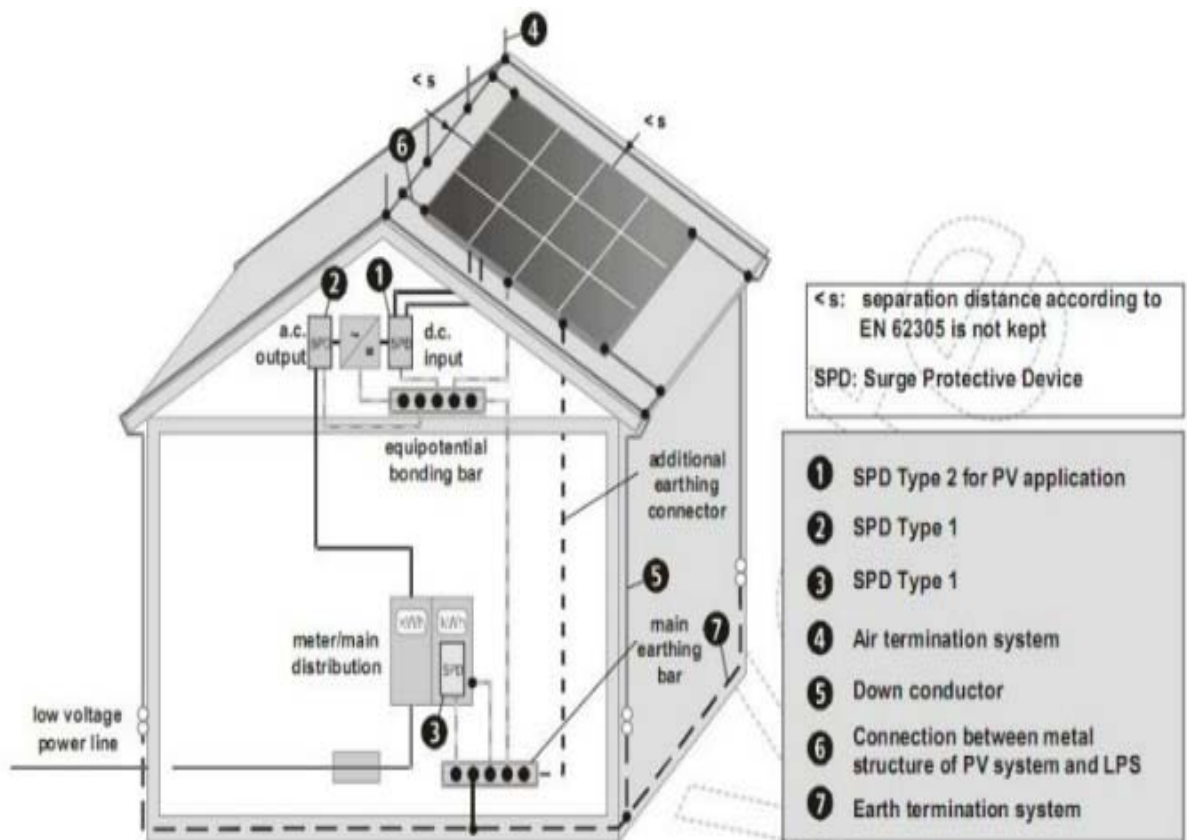 4
< s
< s
6
2
1
a.c.
output
SPD
~
=
SPD
d.c.
input
equipotential
bonding bar
additional
earthing
connector
5
kWh
kWh
meter/main
distribution
SPD
main
earthing
bar
7
3
low voltage
power line
< s: separation distance according to
EN 62305 is not kept
SPD: Surge Protective Device
1 SPD Type 2 for PV application
2 SPD Type 1
3 SPD Type 1
4 Air termination system
5 Down conductor
6 Connection between metal
structure of PV system and LPS
7 Earth termination system